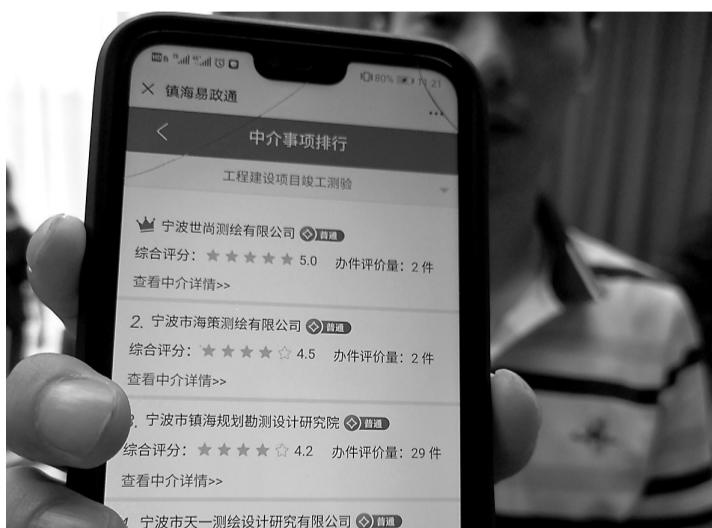 80% 11:21
镇海易政通
中介事项排行
工程建设项目竣工测验
宁波世尚测绘有限公司 普通
综合评分: 5.0 办件评价量: 2 件
查看中介详情>>
2. 宁波市海策测绘有限公司 普通
综合评分: 4.5 办件评价量: 2 件
查看中介详情>>
3. 宁波市镇海规划勘测设计研究院 普通
综合评分: 4.2 办件评价量: 29 件
查看中介详情>>
4. 宁波市天一测绘设计研究有限公司 普通